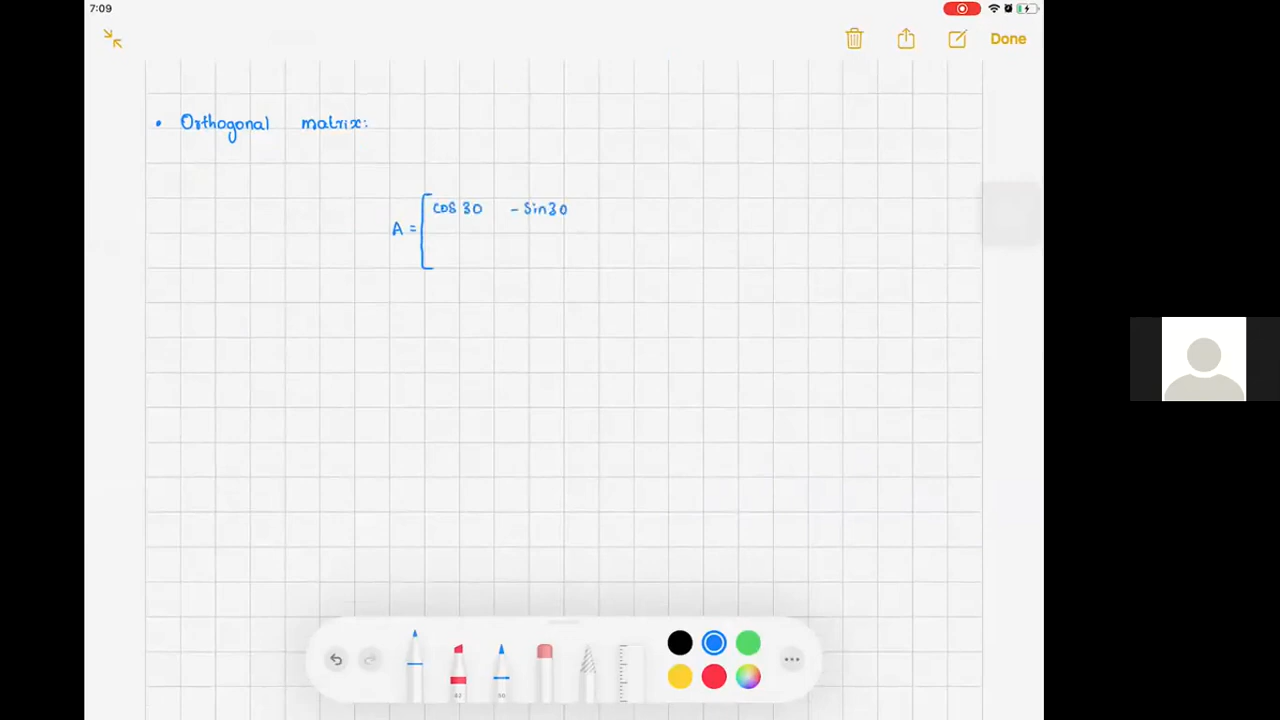 7:09
Done
• Orthogonal matrix:
cos 30 - Sin30
A =